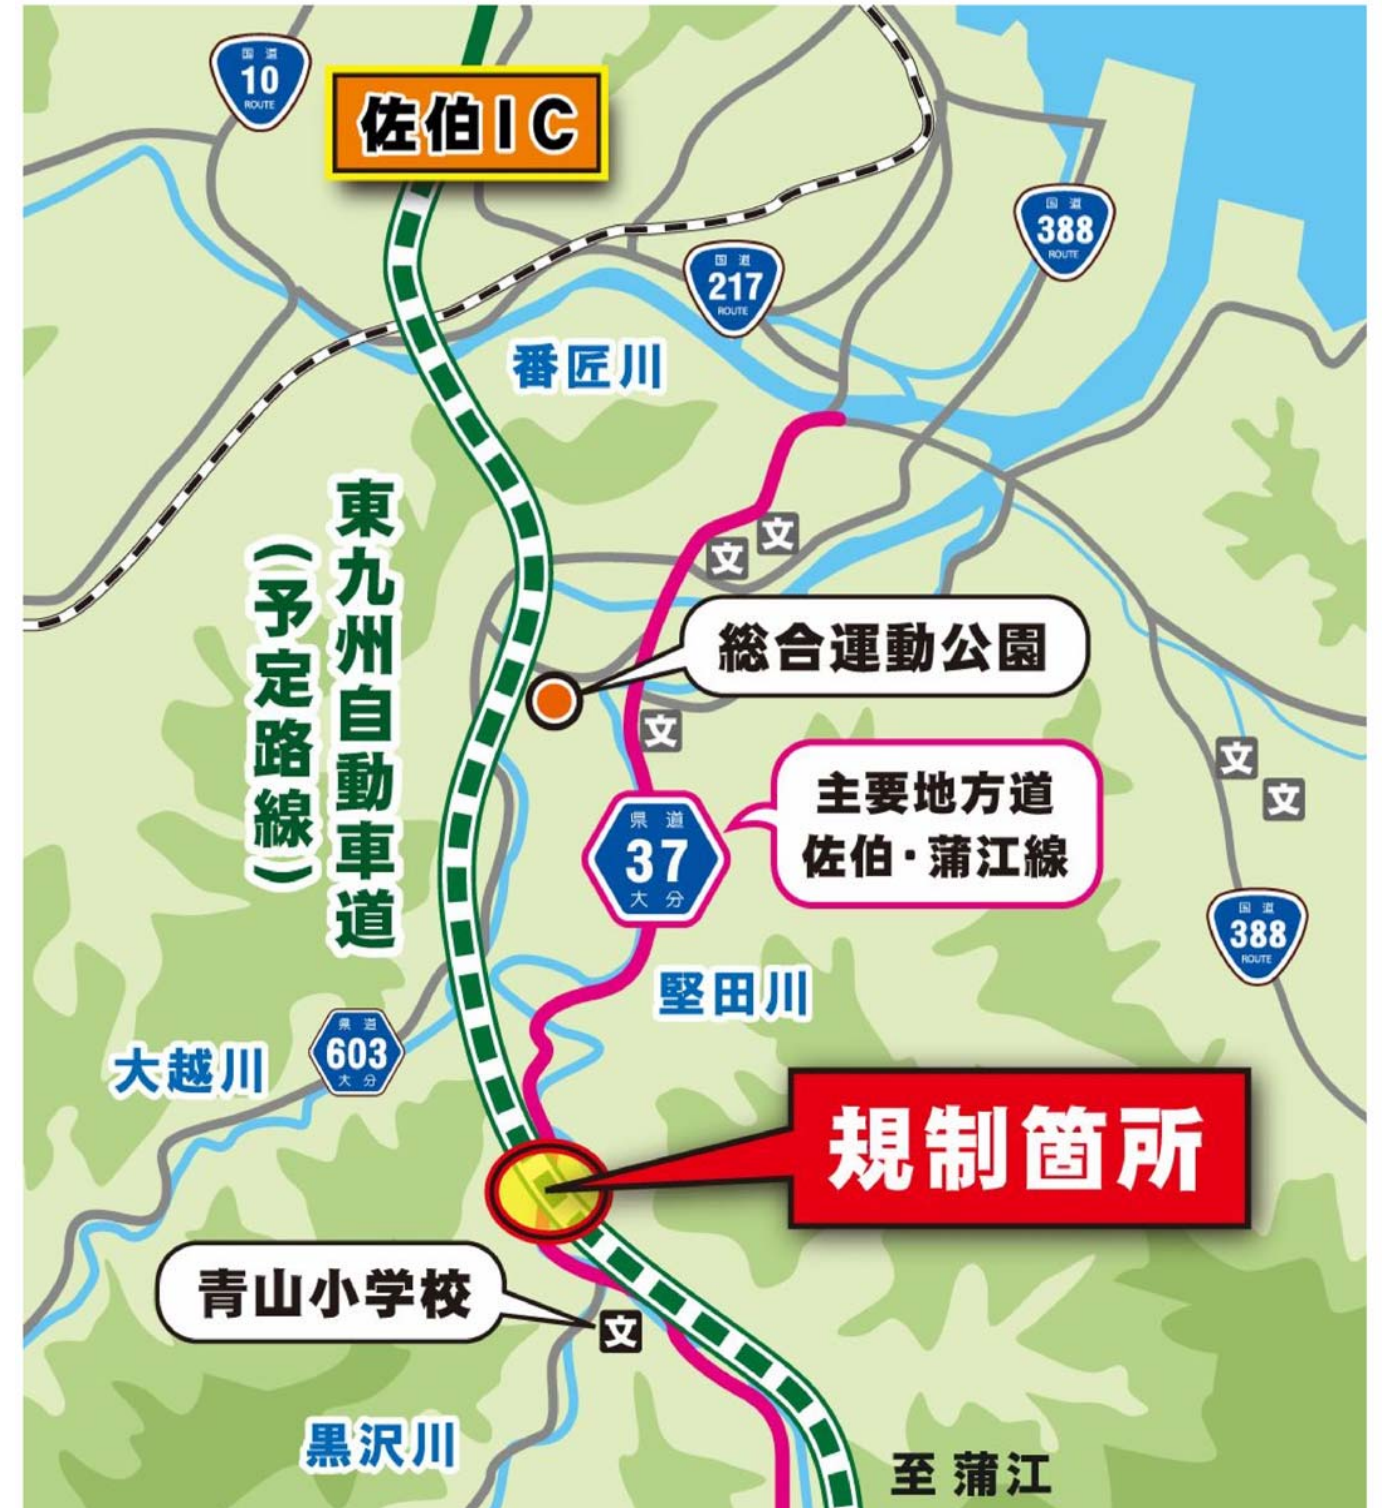 国道
10
ROUTE
佐伯IC
国道
388
ROUTE
国道
217
ROUTE
番匠川
東九州自動車道
(予定路線)
文
文
総合運動公園
文
主要地方道
佐伯・蒲江線
県道
37
大分
文
文
国道
388
ROUTE
堅田川
県道
603
大分
大越川
規制箇所
青山小学校
文
黒沢川
至 蒲江